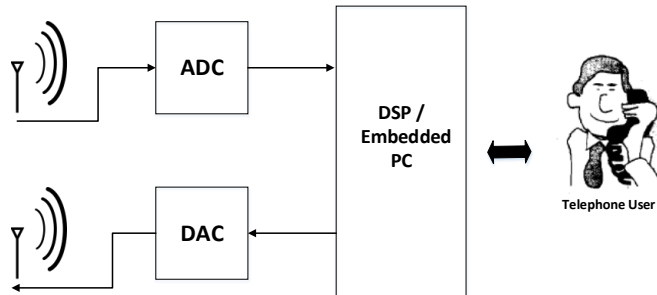 ADC
DSP /
Embedded
PC
Telephone User
DAC